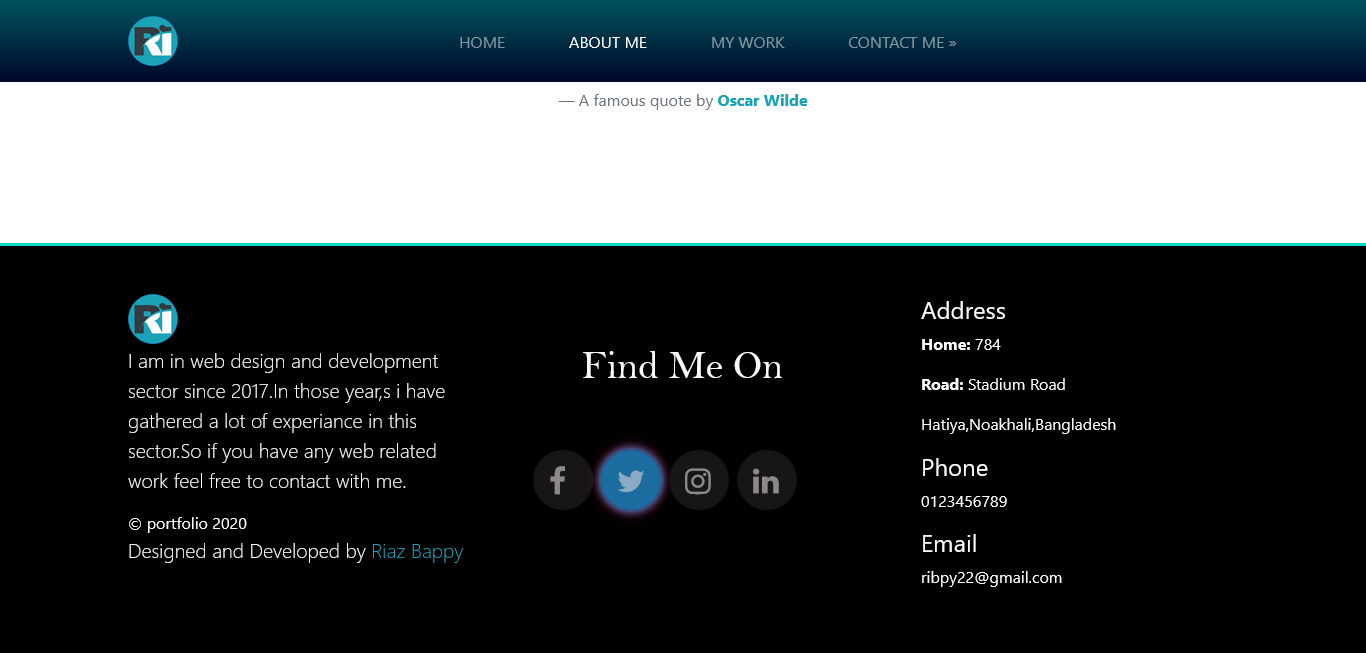 Ri
HOME ABOUT ME MY WORK CONTACT ME »
— A famous quote by Oscar Wilde
Ri
I am in web design and development
sector since 2017.In those year,s i have
gathered a lot of experiance in this
sector.So if you have any web related
work feel free to contact with me.
© portfolio 2020
Designed and Developed by Riaz Bappy
Find Me On
f in
Address
Home: 784
Road: Stadium Road
Hatiya,Noakhali,Bangladesh
Phone
0123456789
Email
ribpy22@gmail.com